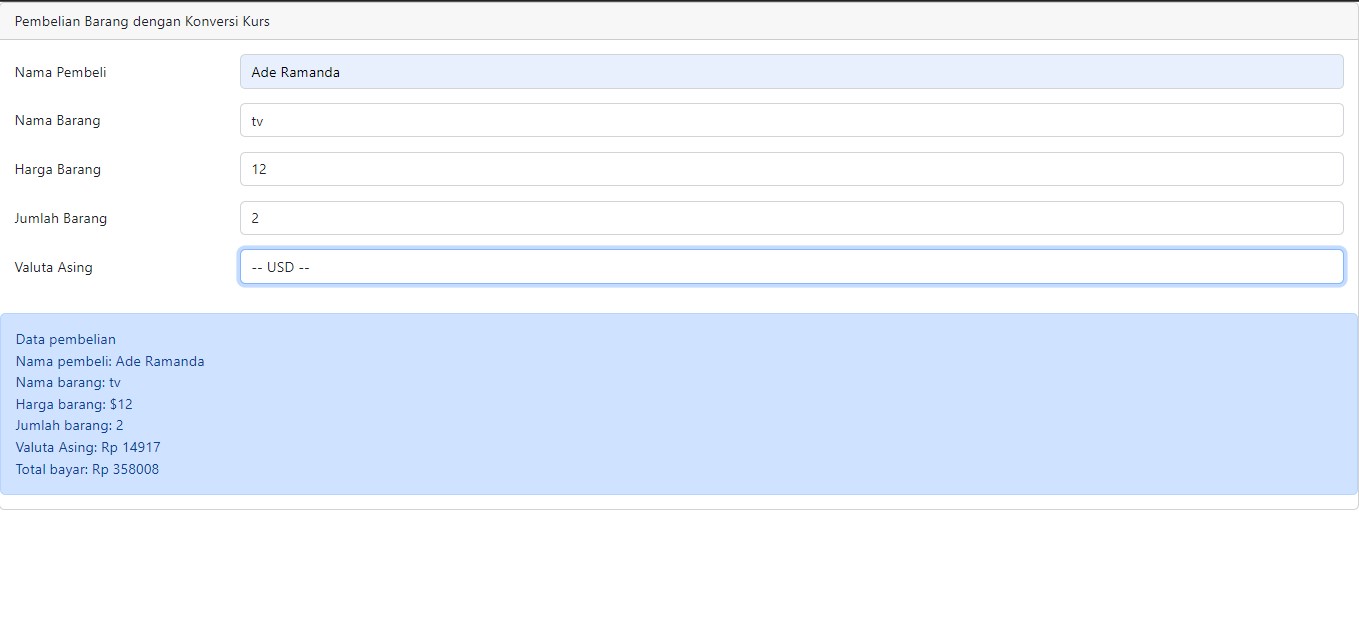 Pembelian Barang dengan Konversi Kurs
Nama Pembeli Ade Ramanda
Nama Barang tv
Harga Barang 12
Jumlah Barang 2
Valuta Asing -- USD --
Data pembelian
Nama pembeli: Ade Ramanda
Nama barang: tv
Harga barang: $12
Jumlah barang: 2
Valuta Asing: Rp 14917
Total bayar: Rp 358008